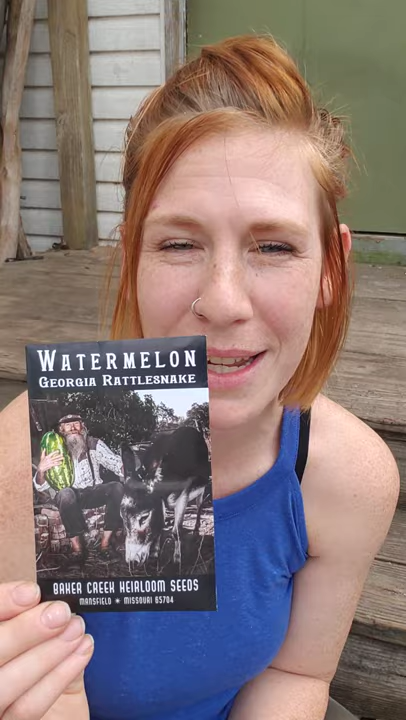 WATERMELON
GEORGIA RATTLESNAKE
BAKER CREEK HEIRLOOM SEEDS
MANSFIELD * MISSOURI 65704